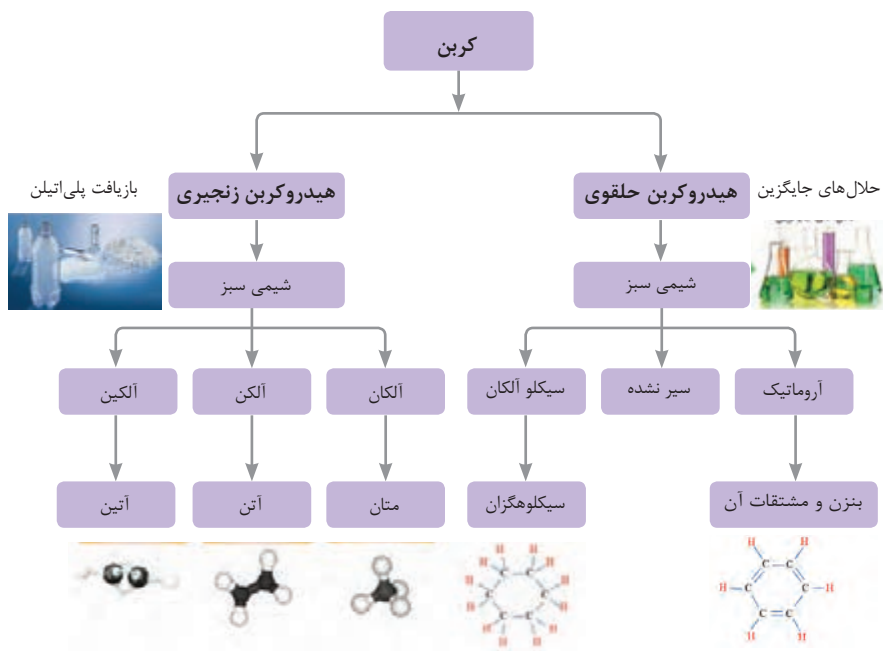 کربن
حلال‌های جایگزین
هیدروکربن حلقوی
هیدروکربن زنجیری
بازیافت پلی‌اتیلن
شیمی سبز
شیمی سبز
آروماتیک
سیر نشده
سیکلو آلکان
آلکان
آلکن
آلکین
بنزن و مشتقات آن
سیکلوهگزان
متان
آتن
آتین
H H
C C
H C C H
C C
H H
H H H H
C C
H H
C C
H H
C C
H H H H